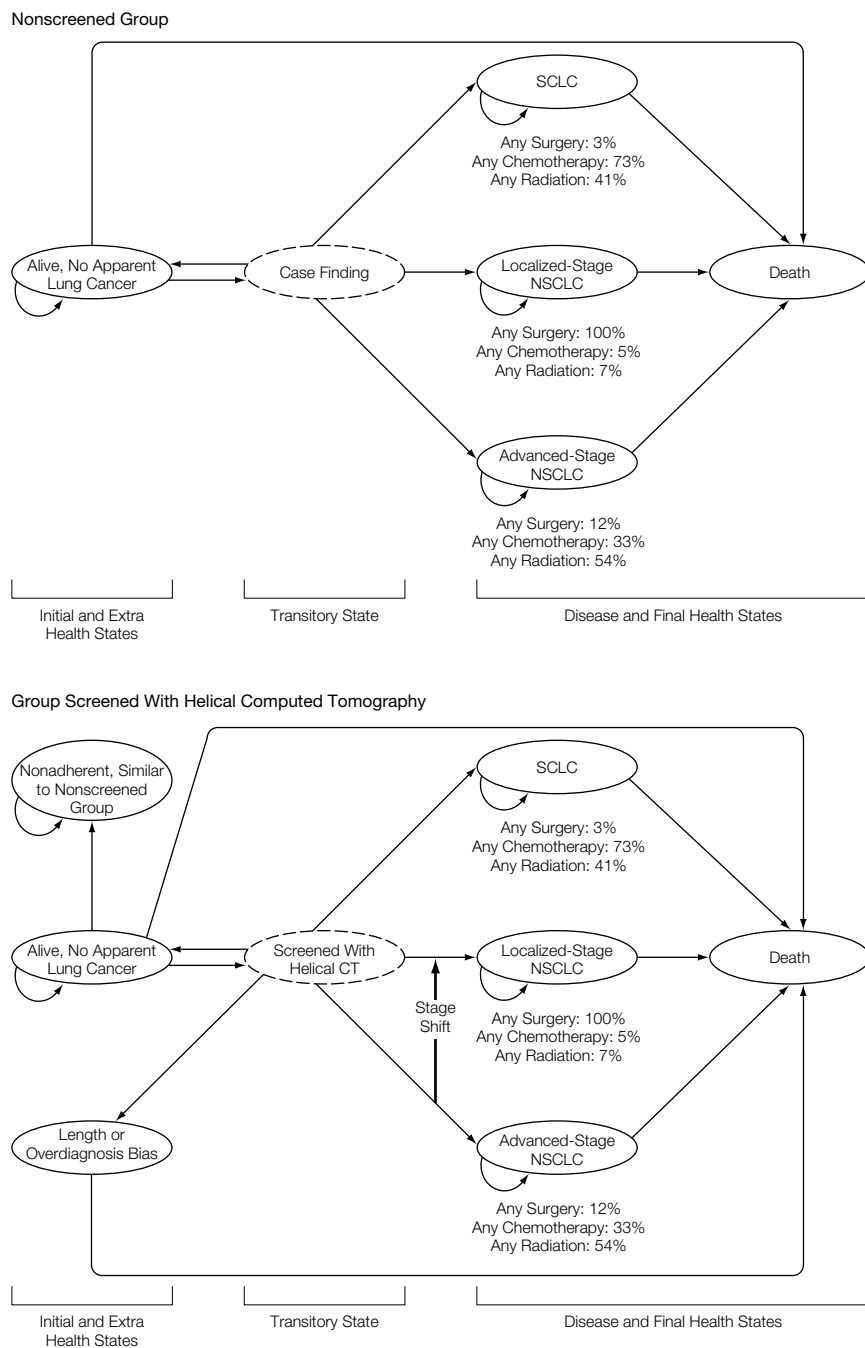 Nonscreened Group
SCLC
Any Surgery: 3%
Any Chemotherapy: 73%
Any Radiation: 41%
Alive, No Apparent
Lung Cancer
Case Finding
Localized-Stage
NSCLC
Death
Any Surgery: 100%
Any Chemotherapy: 5%
Any Radiation: 7%
Advanced-Stage
NSCLC
Any Surgery: 12%
Any Chemotherapy: 33%
Any Radiation: 54%
Initial and Extra
Health States
Transitory State
Disease and Final Health States
Group Screened With Helical Computed Tomography
Nonadherent, Similar
to Nonscreened
Group
SCLC
Any Surgery: 3%
Any Chemotherapy: 73%
Any Radiation: 41%
Alive, No Apparent
Lung Cancer
Screened With
Helical CT
Localized-Stage
NSCLC
Death
Stage
Shift
Any Surgery: 100%
Any Chemotherapy: 5%
Any Radiation: 7%
Length or
Overdiagnosis Bias
Advanced-Stage
NSCLC
Any Surgery: 12%
Any Chemotherapy: 33%
Any Radiation: 54%
Initial and Extra
Health States
Transitory State
Disease and Final Health States